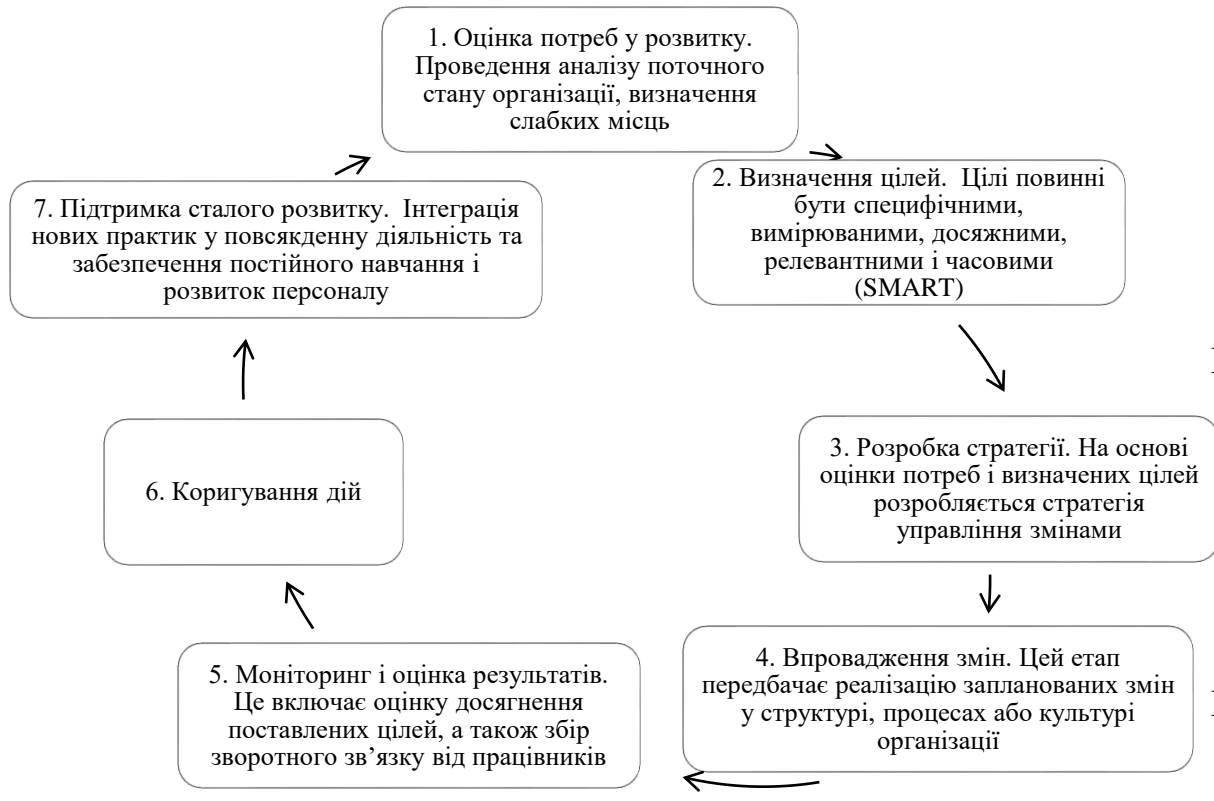 1. Оцінка потреб у розвитку.
Проведення аналізу поточного
стану організації, визначення
слабких місць
2. Визначення цілей.  Цілі повинні
бути специфічними,
вимірюваними, досяжними,
релевантними і часовими
(SMART)
3. Розробка стратегії. На основі
оцінки потреб і визначених цілей
розробляється стратегія
управління змінами
4. Впровадження змін. Цей етап
передбачає реалізацію запланованих змін
у структурі, процесах або культурі
організації
5. Моніторинг і оцінка результатів.
Це включає оцінку досягнення
поставлених цілей, а також збір
зворотного зв’язку від працівників
6. Коригування дій
7. Підтримка сталого розвитку.  Інтеграція
нових практик у повсякденну діяльність та
забезпечення постійного навчання і
розвиток персоналу